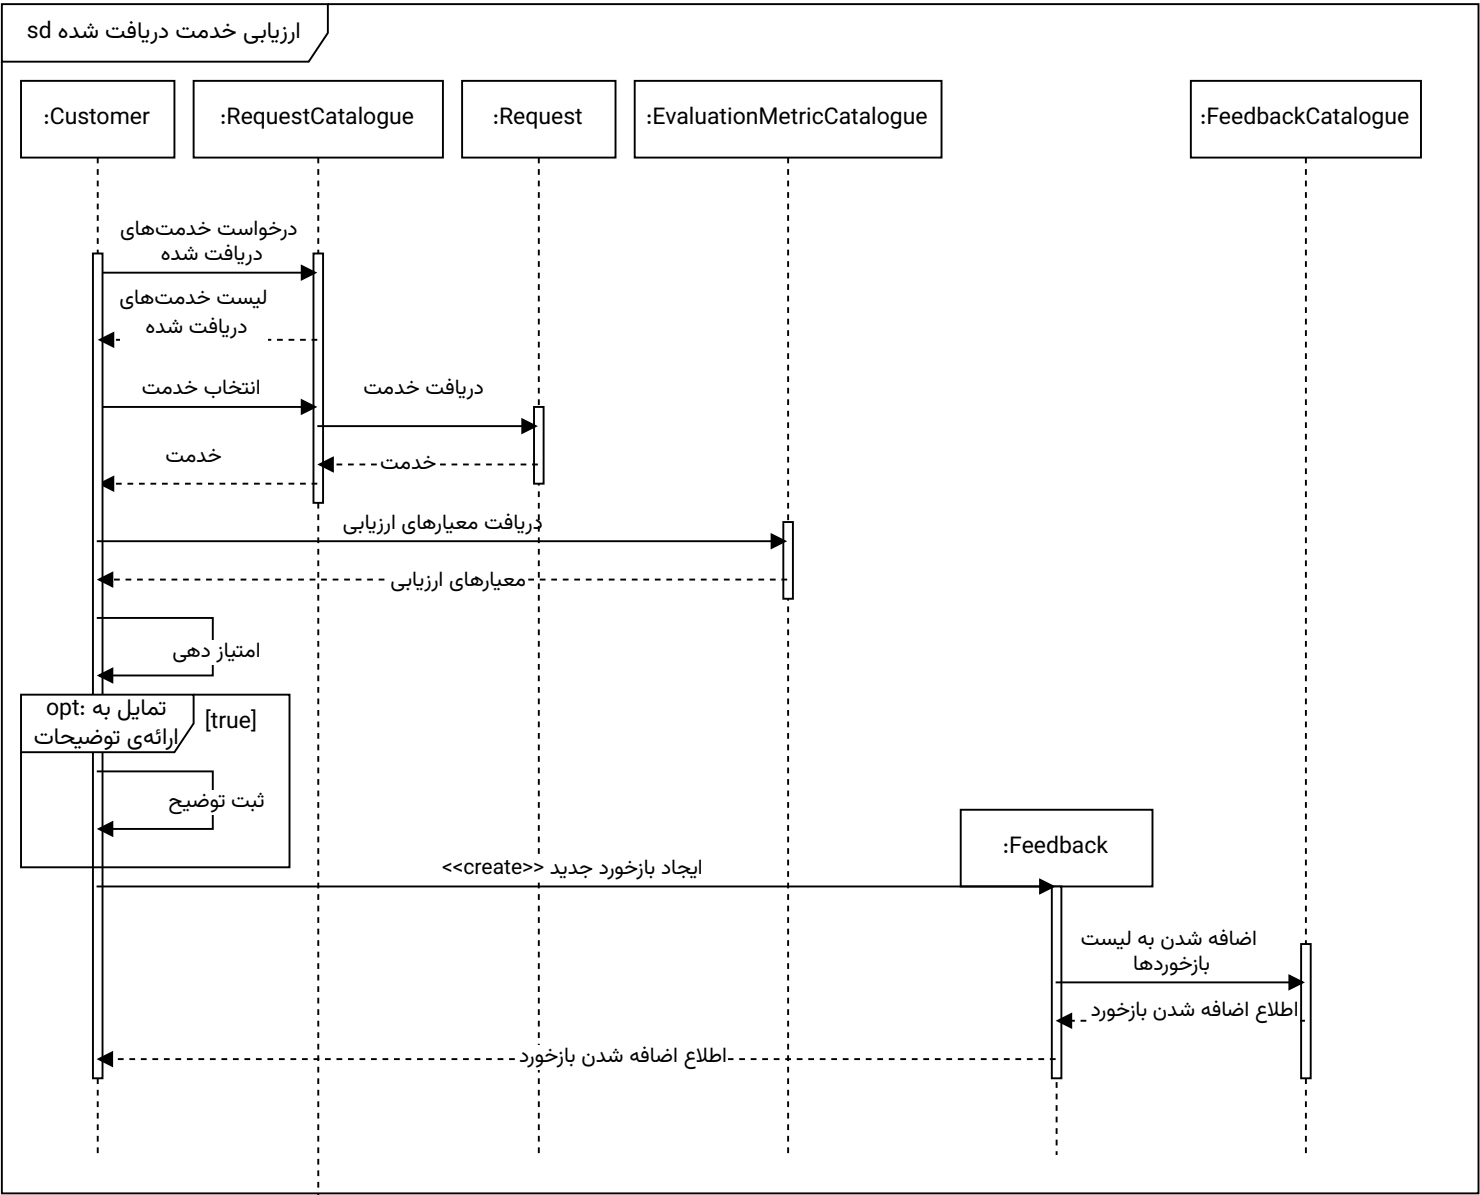 sd ارزیابی خدمت دریافت شده
:Customer
:RequestCatalogue
:Request
:EvaluationMetricCatalogue
:FeedbackCatalogue
درخواست خدمت‌های
دریافت شده
لیست خدمت‌های
دریافت شده
انتخاب خدمت
دریافت خدمت
خدمت
خدمت
دریافت معیارهای ارزیابی
معیارهای ارزیابی
امتیاز دهی
opt: تمایل به
ارائه‌ی توضیحات
[true]
ثبت توضیح
:Feedback
<<create>> ایجاد بازخورد جدید
اضافه شدن به لیست
بازخوردها
اطلاع اضافه شدن بازخورد
اطلاع اضافه شدن بازخورد